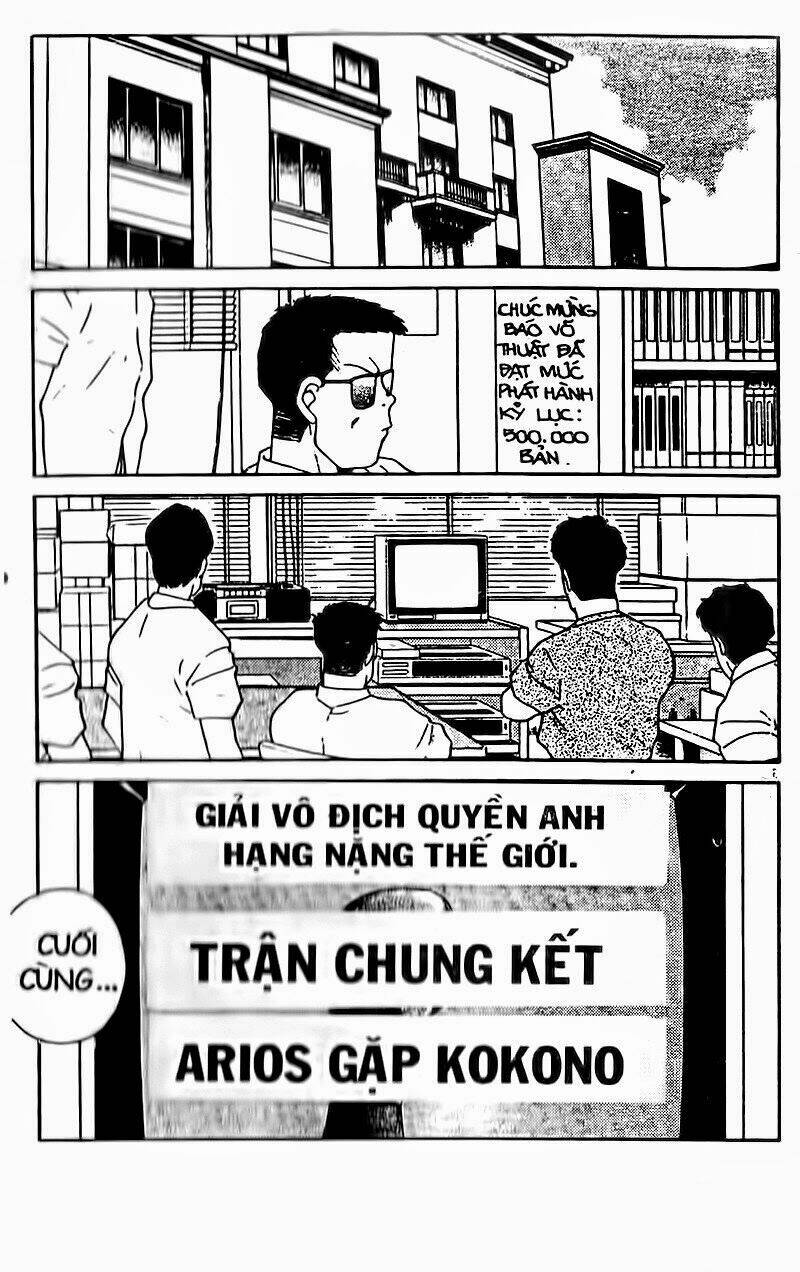 CHÚC MỪNG
BÁO VÕ
THUẬT ĐÃ
ĐẠT MỨC
PHÁT HÀNH
KỶ LỤC:
500.000
BẢN.
GIẢI VÔ ĐỊCH QUYỀN ANH
HẠNG NẶNG THẾ GIỚI.
CUỐI
CÙNG...
TRẬN CHUNG KẾT
ARIOS GẶP KOKONO